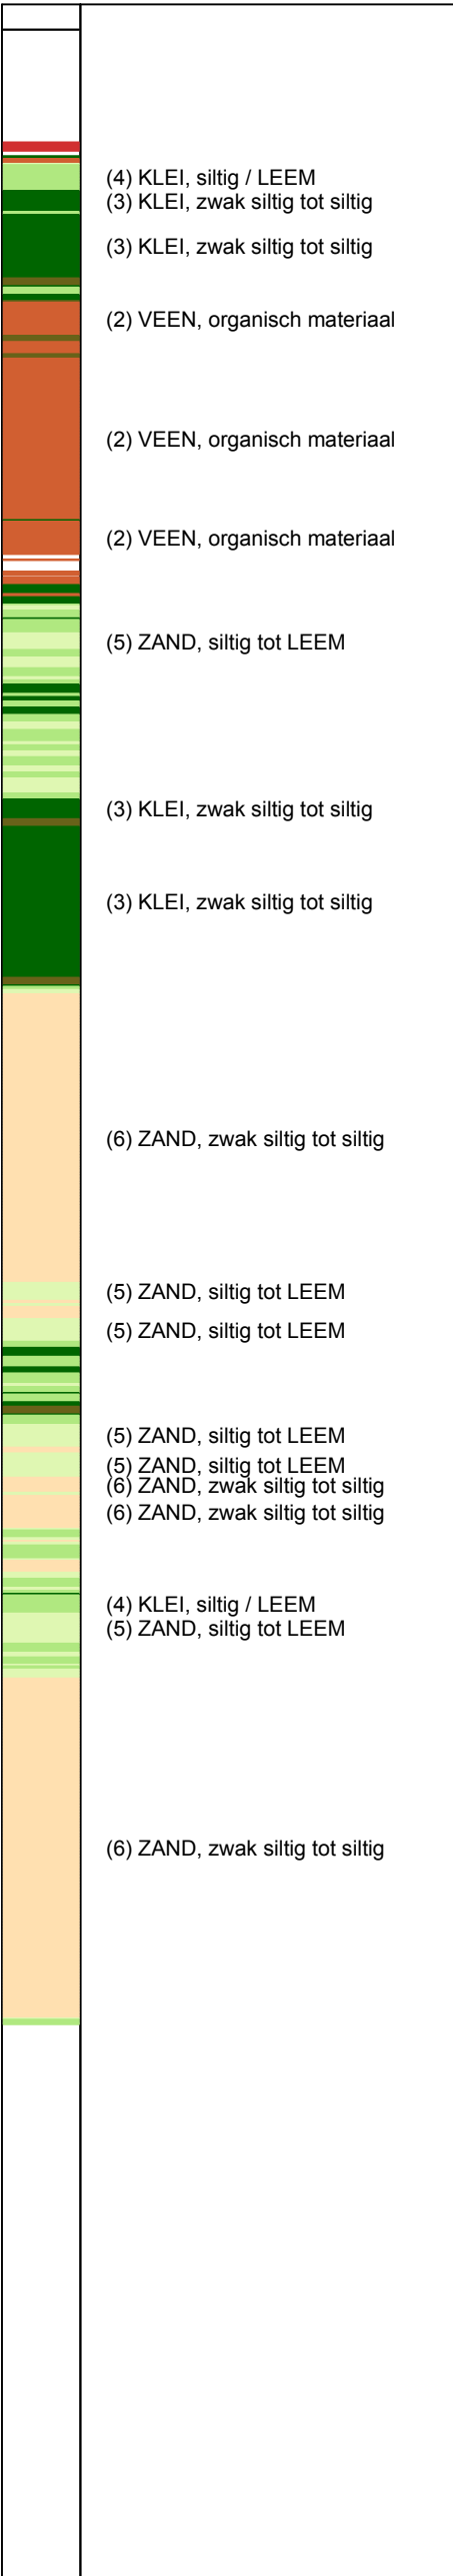 (4) KLEI, siltig / LEEM
(3) KLEI, zwak siltig tot siltig
(3) KLEI, zwak siltig tot siltig
(2) VEEN, organisch materiaal
(2) VEEN, organisch materiaal
(2) VEEN, organisch materiaal
(5) ZAND, siltig tot LEEM
(3) KLEI, zwak siltig tot siltig
(3) KLEI, zwak siltig tot siltig
(6) ZAND, zwak siltig tot siltig
(5) ZAND, siltig tot LEEM
(5) ZAND, siltig tot LEEM
(5) ZAND, siltig tot LEEM
(5) ZAND, siltig tot LEEM
(6) ZAND, zwak siltig tot siltig
(6) ZAND, zwak siltig tot siltig
(4) KLEI, siltig / LEEM
(5) ZAND, siltig tot LEEM
(6) ZAND, zwak siltig tot siltig